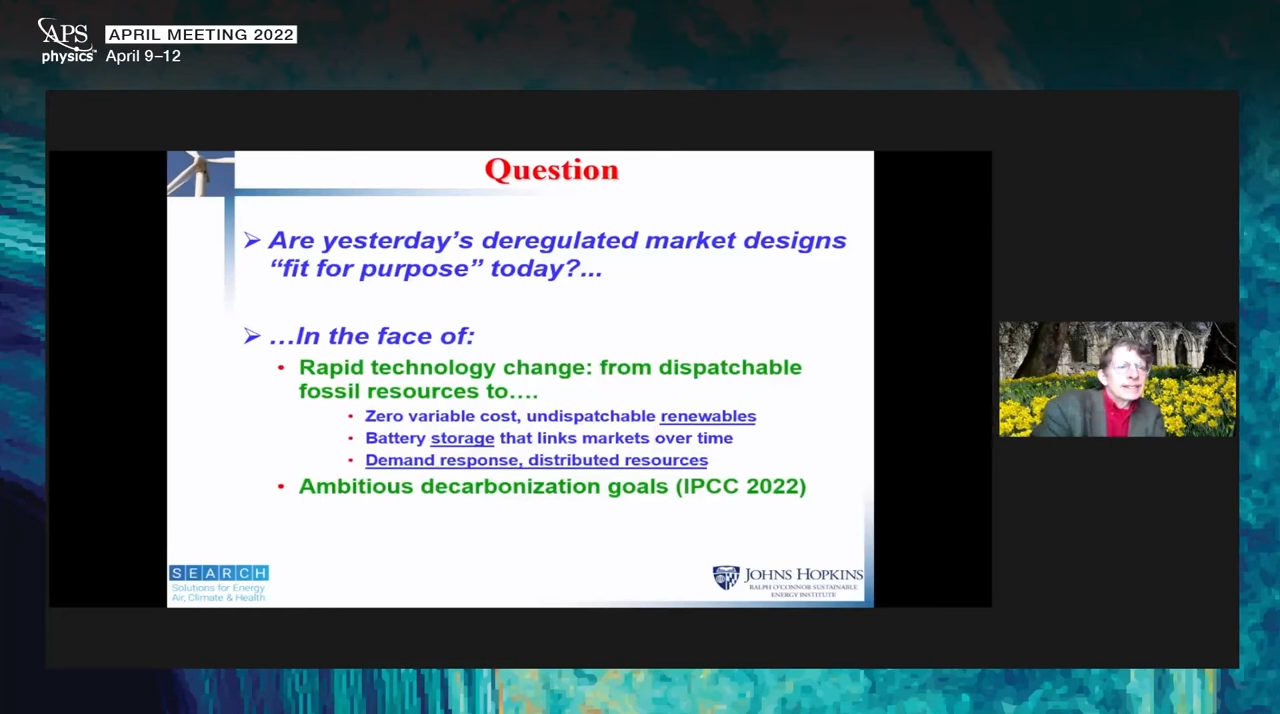 APS
physics™
APRIL MEETING 2022
April 9–12
Question
➢ Are yesterday’s deregulated market designs
“fit for purpose” today?...
➢ …In the face of:
• Rapid technology change: from dispatchable
fossil resources to….
• Zero variable cost, undispatchable renewables
• Battery storage that links markets over time
• Demand response, distributed resources
• Ambitious decarbonization goals (IPCC 2022)
SEARCH
Solutions for Energy
Air, Climate & Health
JOHNS HOPKINS
RALPH O'CONNOR SUSTAINABLE
ENERGY INSTITUTE